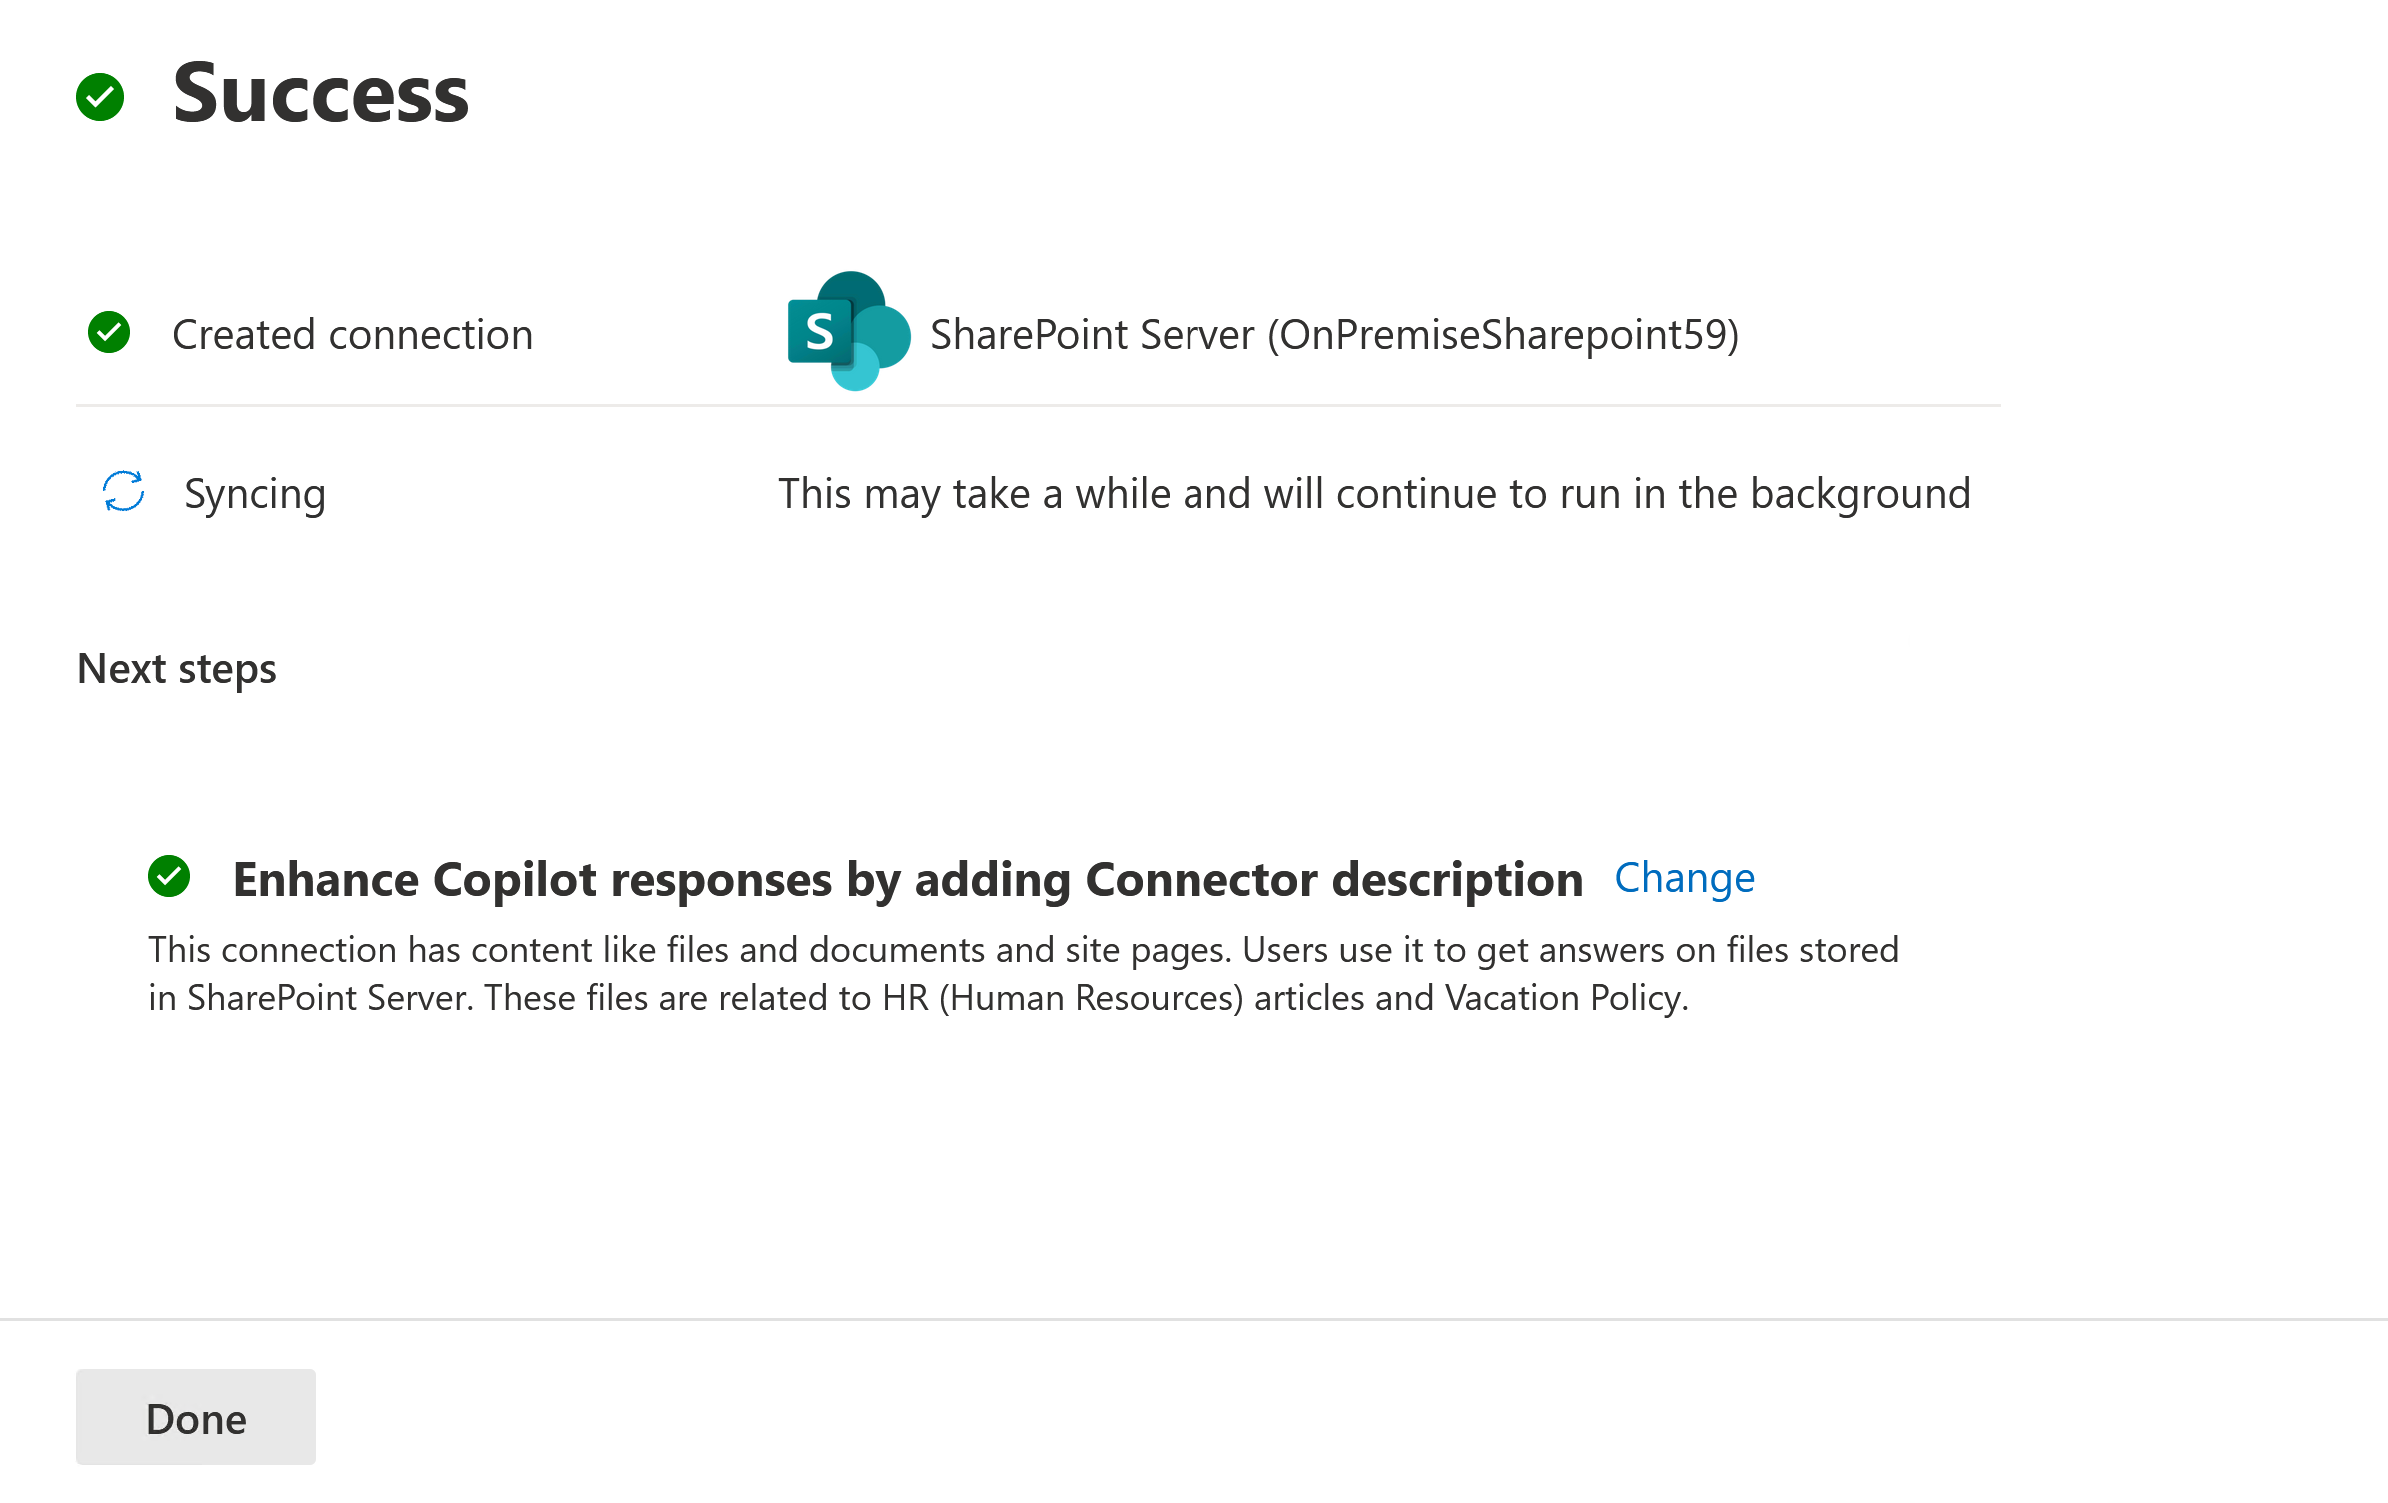 Success
Created connection
S
SharePoint Server (OnPremiseSharepoint59)
Syncing
This may take a while and will continue to run in the background
Next steps
Enhance Copilot responses by adding Connector description Change
This connection has content like files and documents and site pages. Users use it to get answers on files stored
in SharePoint Server. These files are related to HR (Human Resources) articles and Vacation Policy.
Done